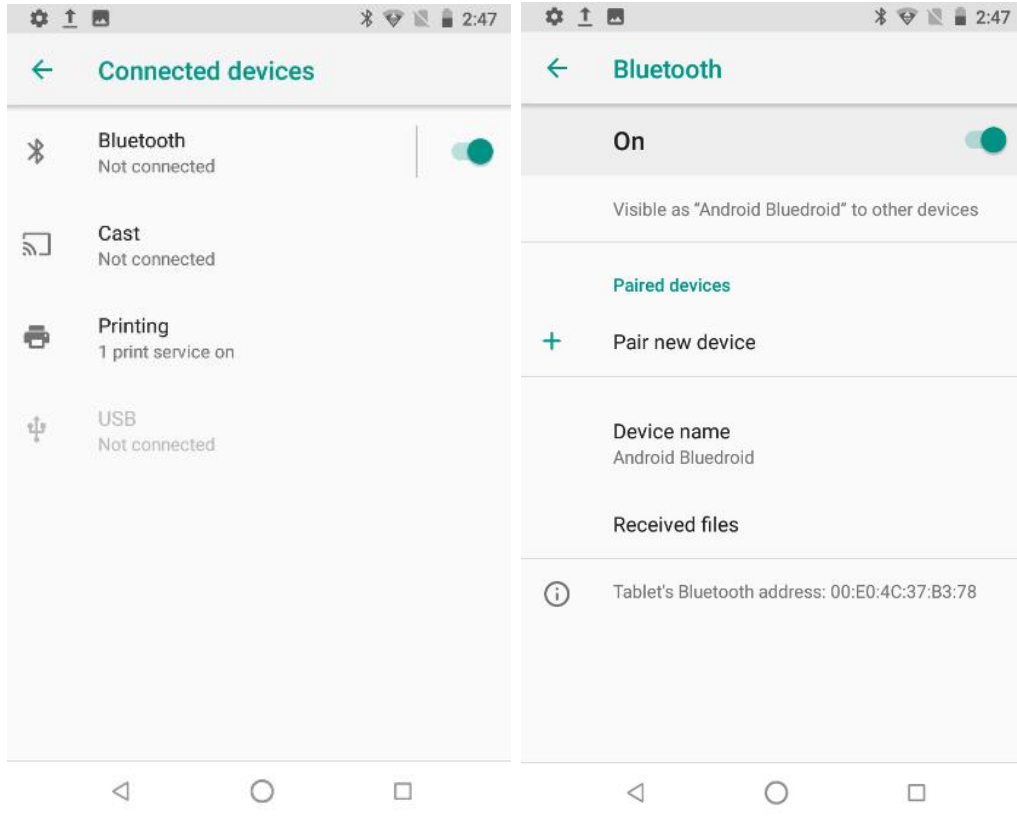 2:47
Connected devices
Bluetooth
Not connected
Cast
Not connected
Printing
1 print service on
USB
Not connected
2:47
Bluetooth
On
Visible as “Android Bluedroid” to other devices
Paired devices
Pair new device
Device name
Android Bluedroid
Received files
Tablet's Bluetooth address: 00:E0:4C:37:B3:78